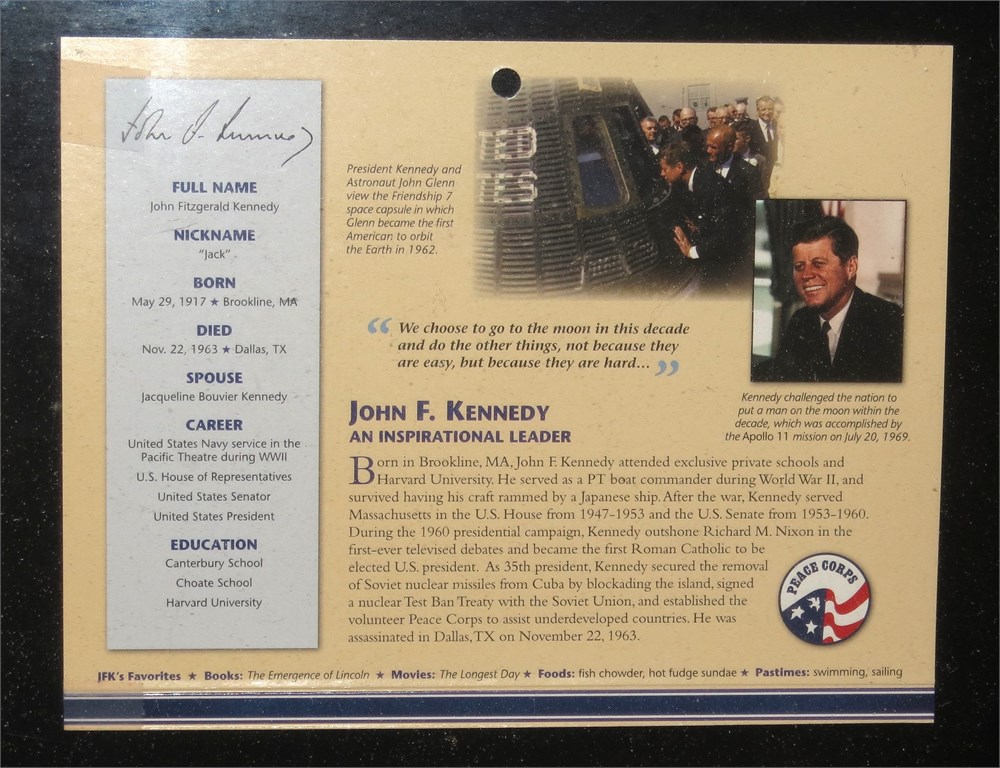 John F. Kennedy
FULL NAME
John Fitzgerald Kennedy
NICKNAME
"Jack"
BORN
May 29, 1917 ★ Brookline, MA
DIED
Nov. 22, 1963 ★ Dallas, TX
SPOUSE
Jacqueline Bouvier Kennedy
CAREER
United States Navy service in the
Pacific Theatre during WWII
U.S. House of Representatives
United States Senator
United States President
EDUCATION
Canterbury School
Choate School
Harvard University
President Kennedy and
Astronaut John Glenn
view the Friendship 7
space capsule in which
Glenn became the first
American to orbit
the Earth in 1962.
“ We choose to go to the moon in this decade
and do the other things, not because they
are easy, but because they are hard... ”
Kennedy challenged the nation to
put a man on the moon within the
decade, which was accomplished by
the Apollo 11 mission on July 20, 1969.
JOHN F. KENNEDY
AN INSPIRATIONAL LEADER
Born in Brookline, MA, John F. Kennedy attended exclusive private schools and
Harvard University. He served as a PT boat commander during World War II, and
survived having his craft rammed by a Japanese ship. After the war, Kennedy served
Massachusetts in the U.S. House from 1947-1953 and the U.S. Senate from 1953-1960.
During the 1960 presidential campaign, Kennedy outshone Richard M. Nixon in the
first-ever televised debates and became the first Roman Catholic to be
elected U.S. president. As 35th president, Kennedy secured the removal
of Soviet nuclear missiles from Cuba by blockading the island, signed
a nuclear Test Ban Treaty with the Soviet Union, and established the
volunteer Peace Corps to assist underdeveloped countries. He was
assassinated in Dallas, TX on November 22, 1963.
PEACE CORPS
JFK's Favorites ★ Books: The Emergence of Lincoln ★ Movies: The Longest Day ★ Foods: fish chowder, hot fudge sundae ★ Pastimes: swimming, sailing